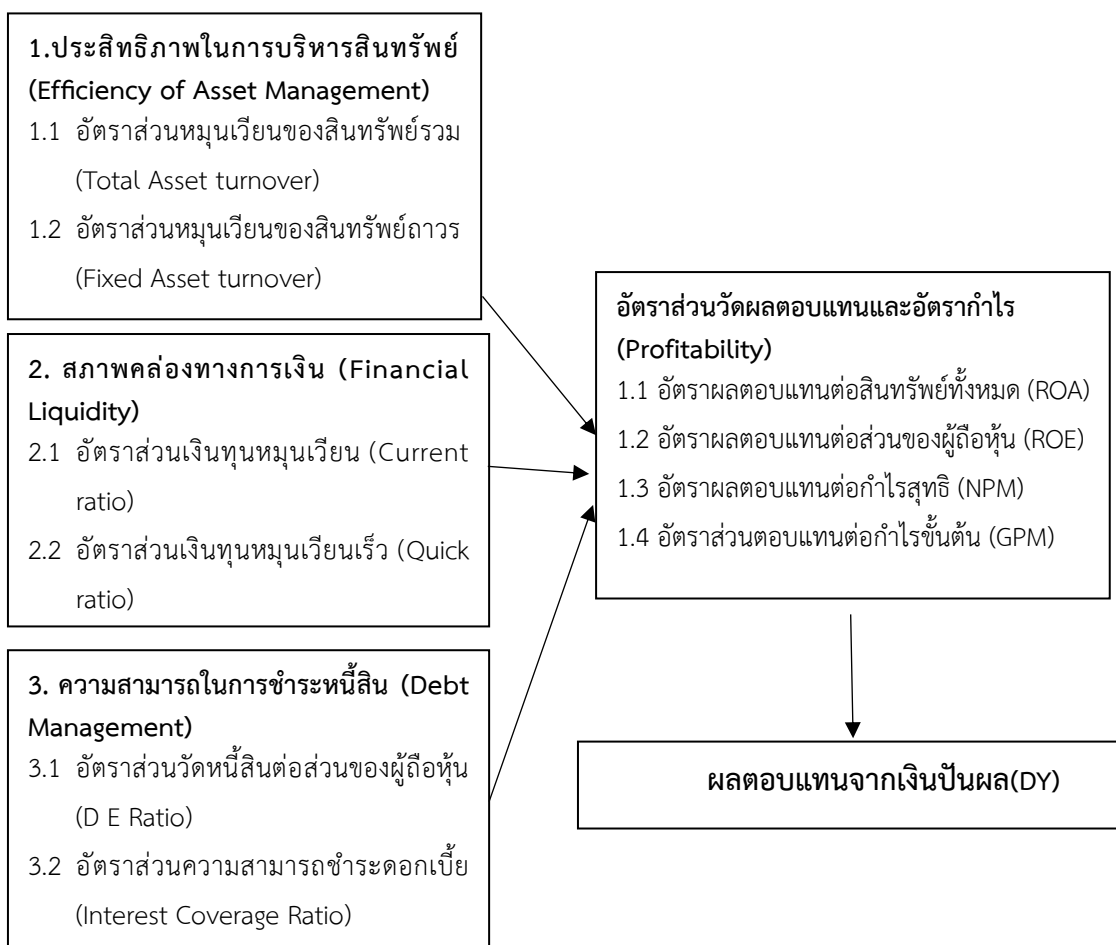 1.ประสิทธิภาพในการบริหารสินทรัพย์
(Efficiency of Asset Management)
1.1 อัตราส่วนหมุนเวียนของสินทรัพย์รวม
(Total Asset turnover)
1.2 อัตราส่วนหมุนเวียนของสินทรัพย์ถาวร
(Fixed Asset turnover)
2. สภาพคล่องทางการเงิน (Financial
Liquidity)
2.1 อัตราส่วนเงินทุนหมุนเวียน (Current
ratio)
2.2 อัตราส่วนเงินทุนหมุนเวียนเร็ว (Quick
ratio)
3. ความสามารถในการชำระหนี้สิน (Debt
Management)
3.1 อัตราส่วนวัดหนี้สินต่อส่วนของผู้ถือหุ้น
(D E Ratio)
3.2 อัตราส่วนความสามารถชำระดอกเบี้ย
(Interest Coverage Ratio)
อัตราส่วนวัดผลตอบแทนและอัตรากำไร
(Profitability)
1.1 อัตราผลตอบแทนต่อสินทรัพย์ทั้งหมด (ROA)
1.2 อัตราผลตอบแทนต่อส่วนของผู้ถือหุ้น (ROE)
1.3 อัตราผลตอบแทนต่อกำไรสุทธิ (NPM)
1.4 อัตราส่วนตอบแทนต่อกำไรขั้นต้น (GPM)
ผลตอบแทนจากเงินปันผล(DY)